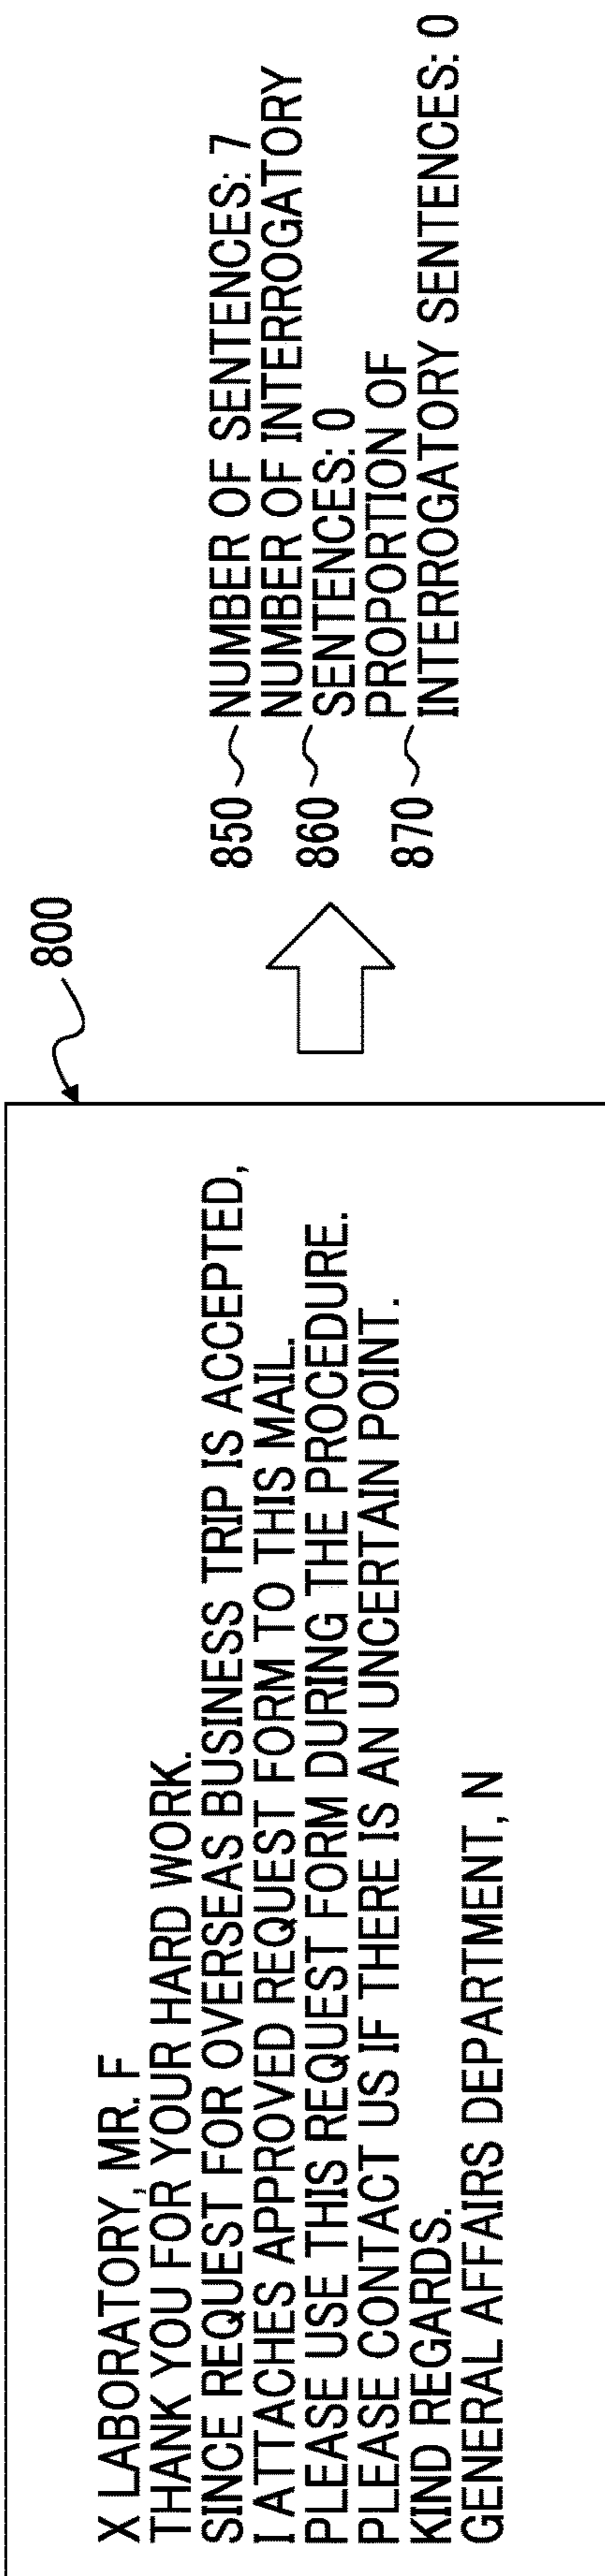 800
X LABORATORY, MR. F
THANK YOU FOR YOUR HARD WORK.
SINCE REQUEST FOR OVERSEAS BUSINESS TRIP IS ACCEPTED,
I ATTACHES APPROVED REQUEST FORM TO THIS MAIL.
PLEASE USE THIS REQUEST FORM DURING THE PROCEDURE.
PLEASE CONTACT US IF THERE IS AN UNCERTAIN POINT.
KIND REGARDS.
GENERAL AFFAIRS DEPARTMENT, N
850 NUMBER OF SENTENCES: 7
NUMBER OF INTERROGATORY
860 SENTENCES: 0
PROPORTION OF
870 INTERROGATORY SENTENCES: 0